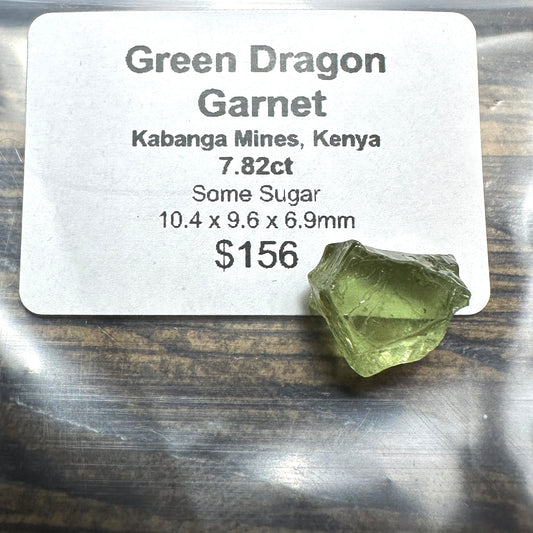 Green Dragon
Garnet
Kabanga Mines, Kenya
7.82ct
Some Sugar
10.4 x 9.6 x 6.9mm
$156